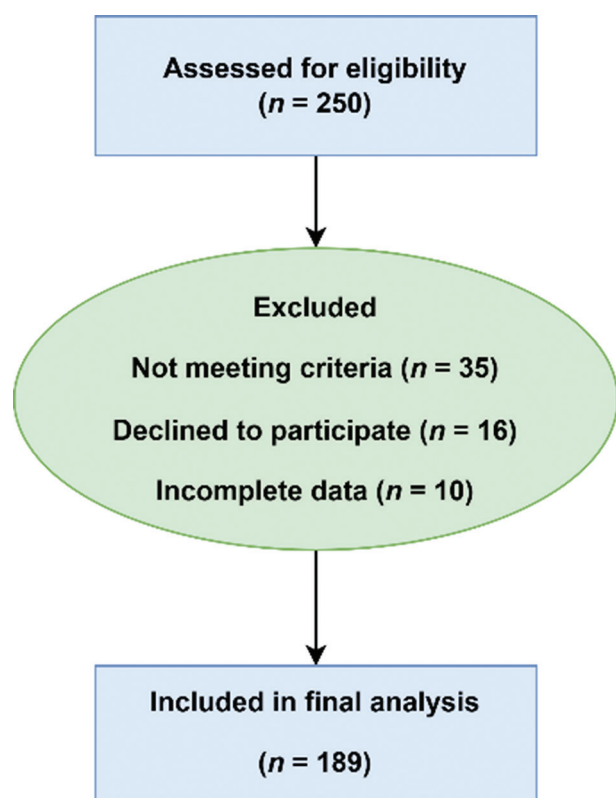 Assessed for eligibility
(n = 250)
Excluded
Not meeting criteria (n = 35)
Declined to participate (n = 16)
Incomplete data (n = 10)
Included in final analysis
(n = 189)